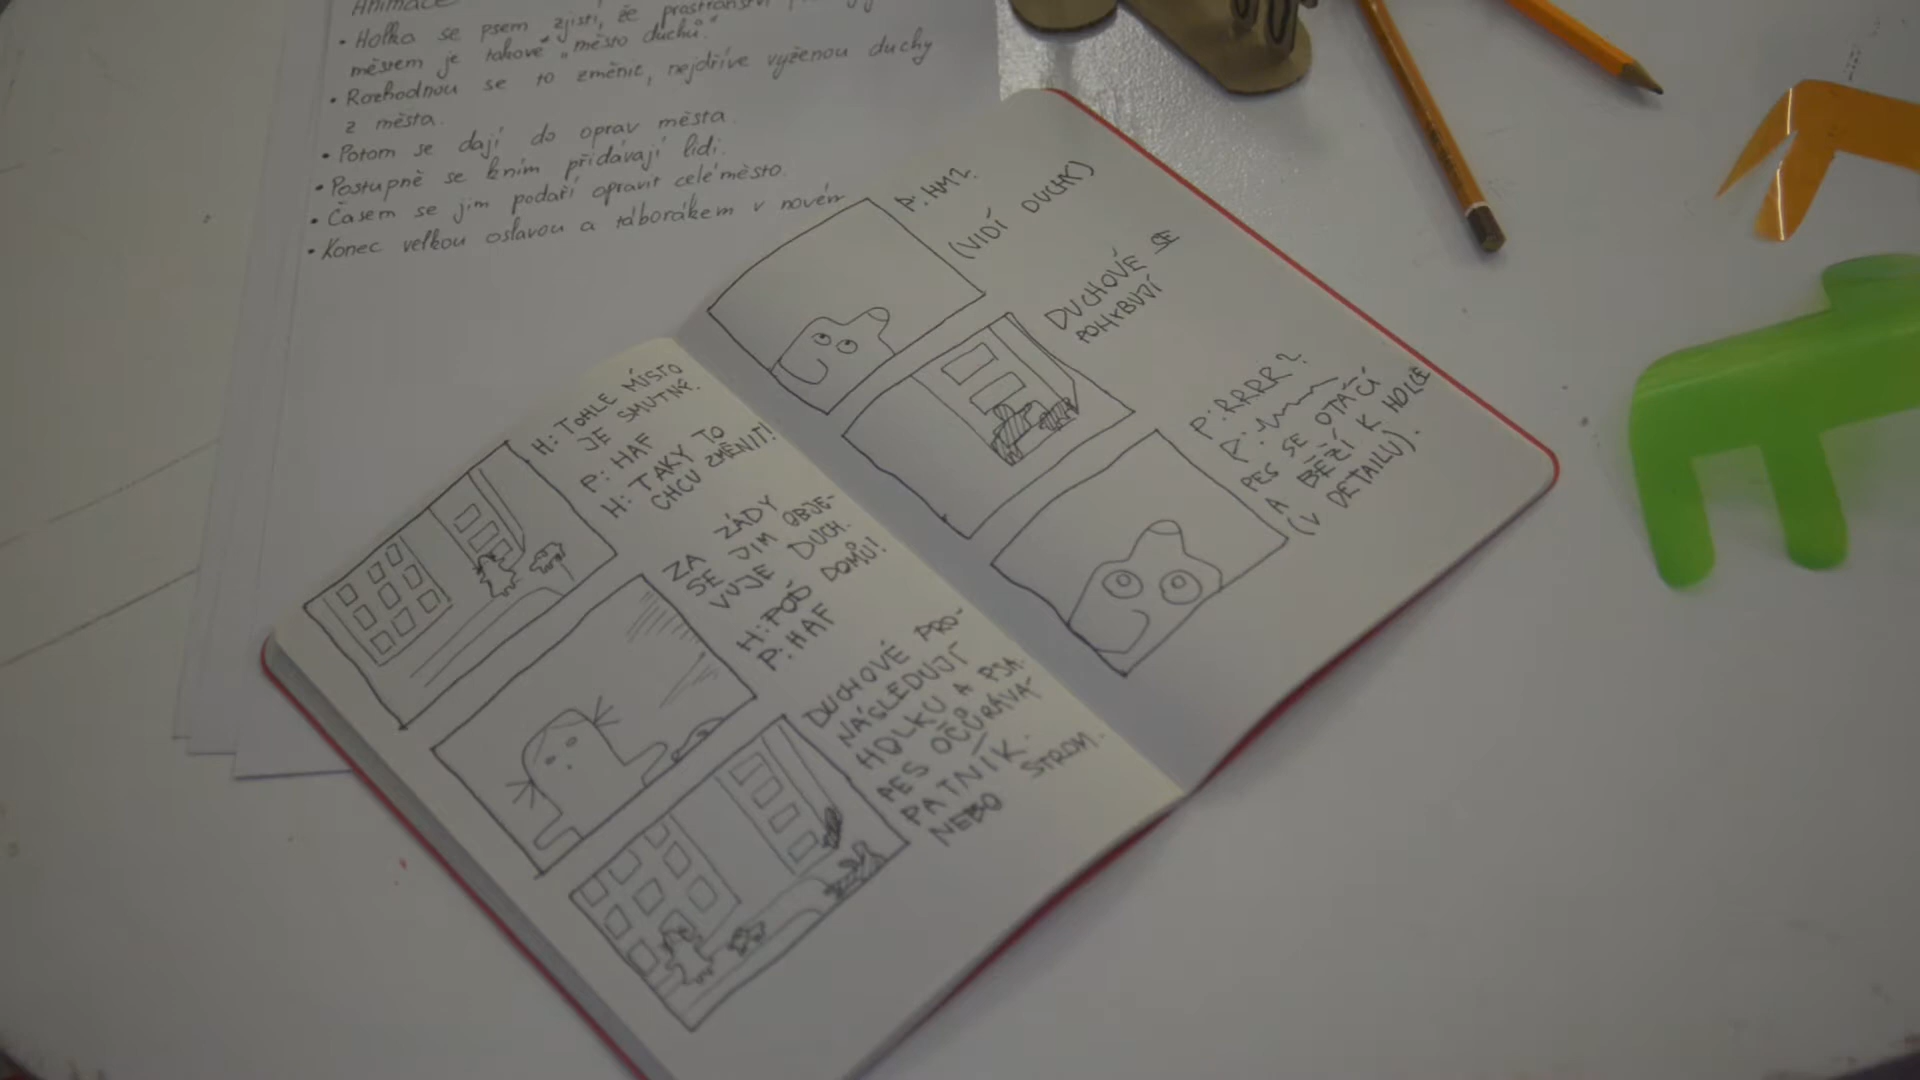 Animace
• Holka se psem zjistí, že prostranství
městem je takové "město duchů."
• Rozhodnou se to změnit, nejdříve vyženou duchy
z města.
• Potom se dají do oprav města.
• Postupně se k ním přidávají lidi.
• Časem se jim podaří opravit celé město.
• Konec velkou oslavou a táborákem v novém
H: TOHLE MÍSTO
JE SMUTNÉ.
P: HAF
H: TAKY TO
CHCU ZMĚNIT!
ZA ZÁDY
SE JIM OBJE-
VUJE DUCH.
H: POĎ DOMŮ!
P: HAF
DUCHOVÉ PRO-
NÁSLEDUJÍ
HOLKU A PSA.
PES OČŮRÁVÁ
PATNÍK
NEBO STROM.
P: HM?
(VIDÍ DUCHY)
DUCHOVÉ SE
POHYBUJÍ
P: RRRR?
PES SE OTÁČÍ
A BĚŽÍ K HOLCE
(V DETAILU).